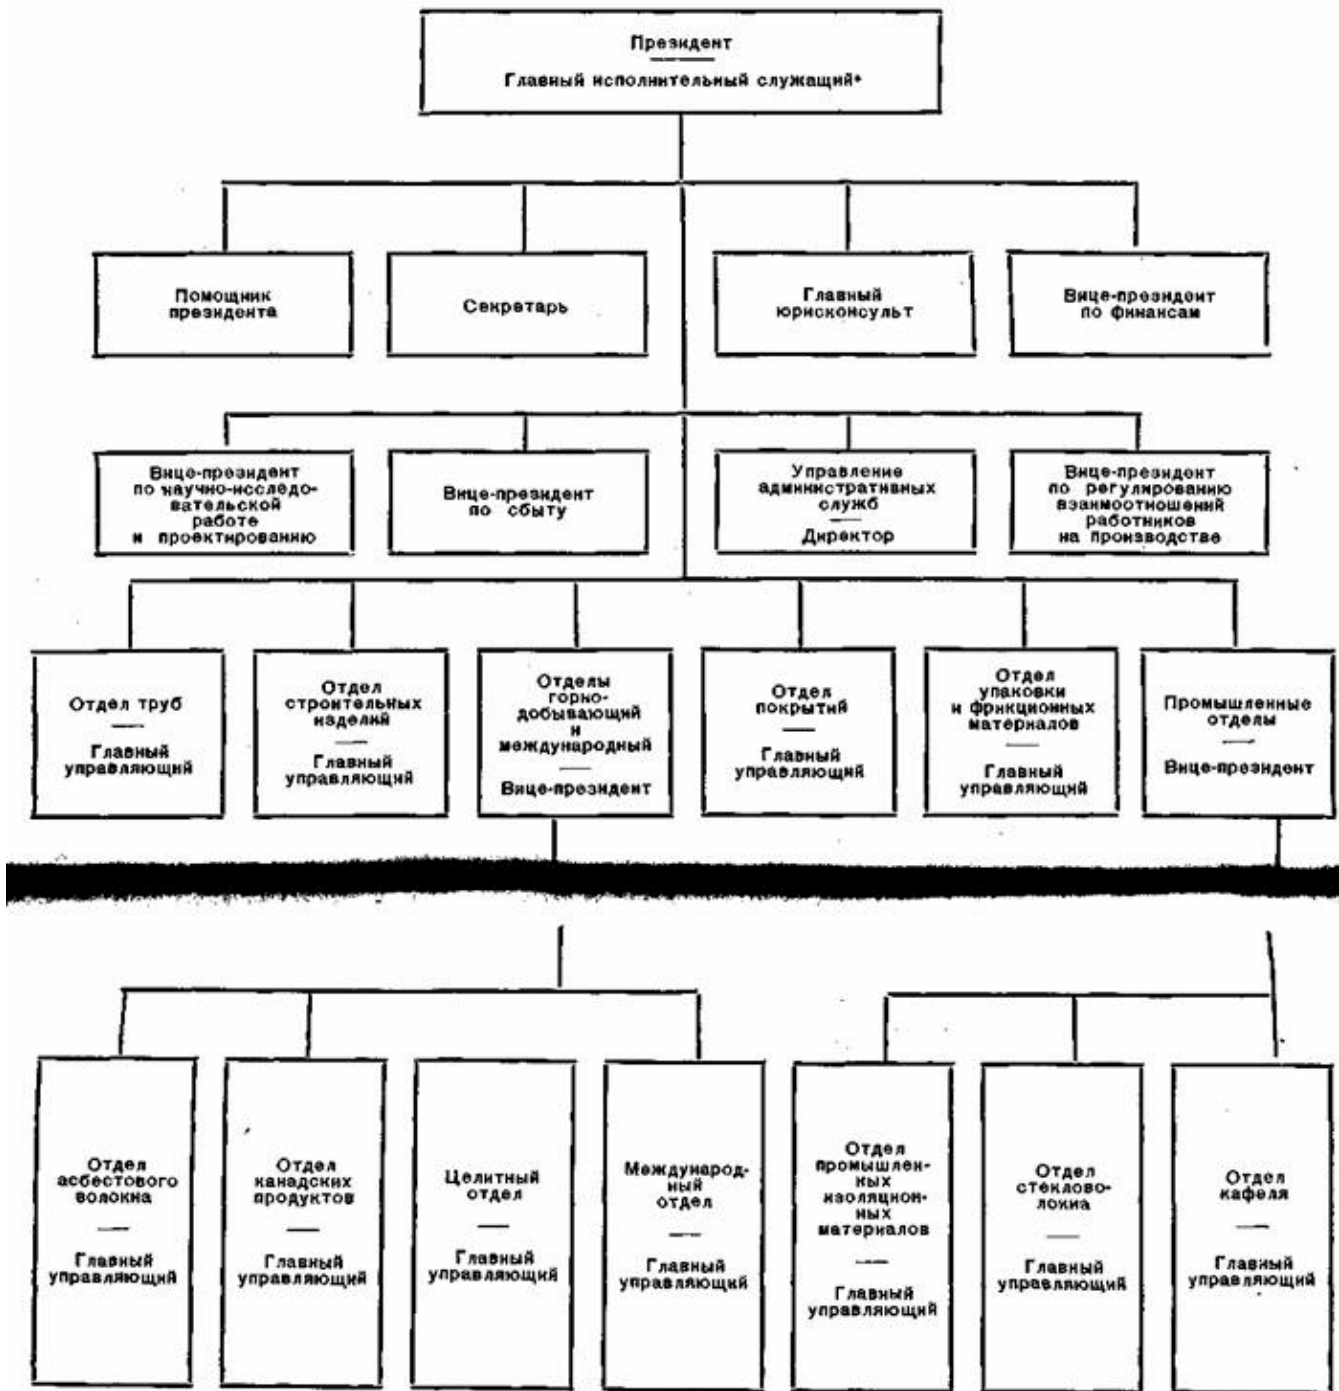 Президент
Главный исполнительный служащий*
Помощник
президента
Секретарь
Главный
юрисконсульт
Вице-президент
по финансам
Вице-президент
по научно-исследо-
вательской
работе
и проектированию
Вице-президент
по сбыту
Управление
административных
служб
Директор
Вице-президент
по регулированию
взаимоотношений
работников
на производстве
Отдел труб
Главный
управляющий
Отдел
строительных
изделий
Главный
управляющий
Отделы
горно-
добывающий
и
международный
Вице-президент
Отдел
покрытий
Главный
управляющий
Отдел
упаковки
и фрикционных
материалов
Главный
управляющий
Промышленные
отделы
Вице-президент
Отдел
асбестового
волокна
Главный
управляющий
Отдел
канадских
продуктов
Главный
управляющий
Целитный
отдел
Главный
управляющий
Международ-
ный
отдел
Главный
управляющий
Отдел
промышлен-
ных
изоляцион-
ных
материалов
Главный
управляющий
Отдел
стеклово-
локна
Главный
управляющий
Отдел
кафеля
Главный
управляющий